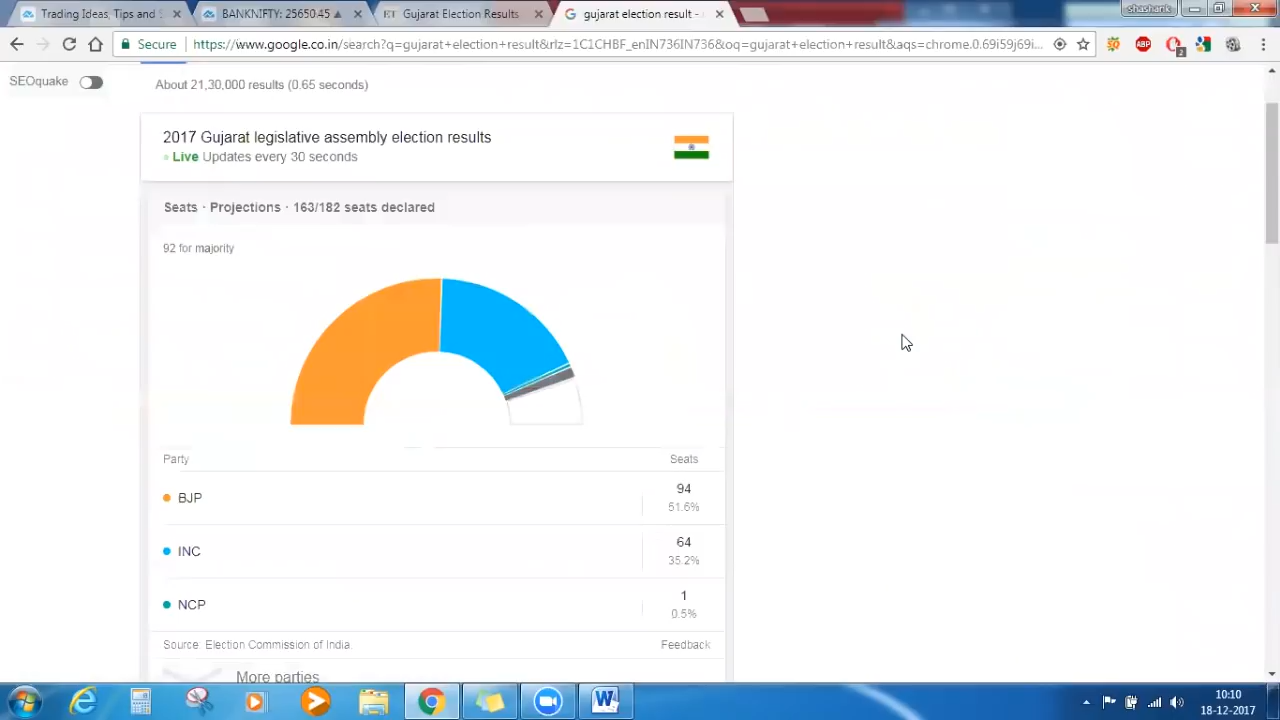 Trading Ideas, Tips and S
BANKNIFTY: 25650.45 ▲
ET Gujarat Election Results
G gujarat election result -
shashank
Secure https://www.google.co.in/search?q=gujarat+election+result&rlz=1C1CHBF_enIN736IN736&oq=gujarat+election+result&aqs=chrome.0.69i59j69i...
ABP
2
SEOquake
About 21,30,000 results (0.65 seconds)
2017 Gujarat legislative assembly election results
Live Updates every 30 seconds
Seats · Projections · 163/182 seats declared
92 for majority
Party Seats
BJP 94
51.6%
INC 64
35.2%
NCP 1
0.5%
Source: Election Commission of India.
Feedback
More parties
10:10
18-12-2017